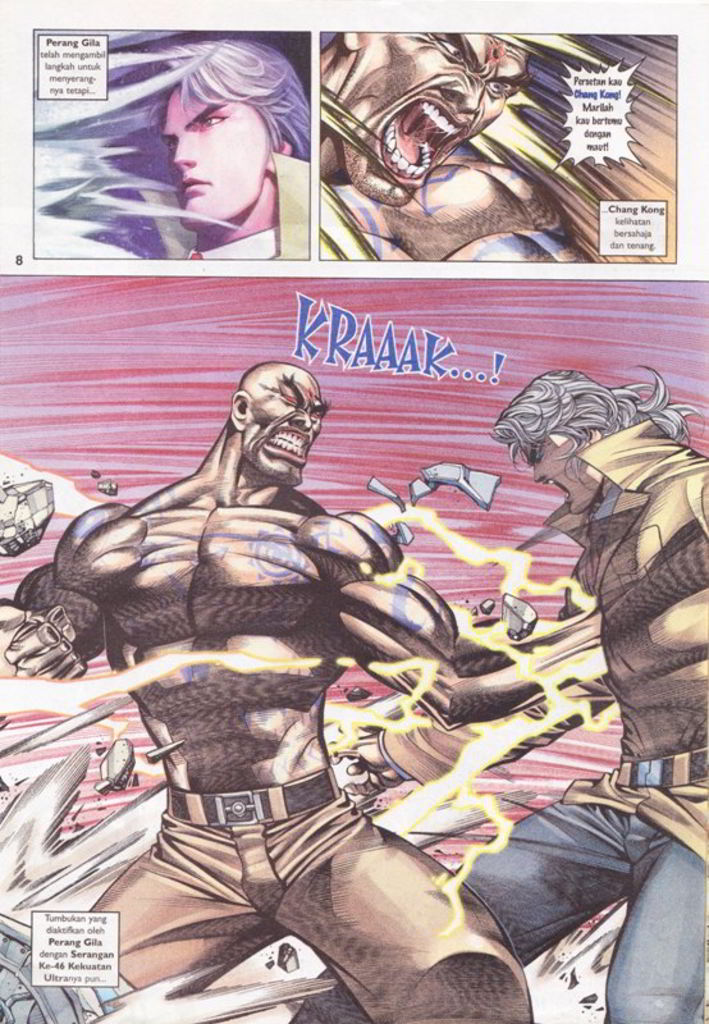 Perang Gila
telah mengambil
langkah untuk
menyerang-
nya tetapi...
Persetan kau
Chang Kong!
Marilah
kau bertemu
dengan
maut!
...Chang Kong
kelihatan
bersahaja
dan tenang.
8
KRAAAK...!
Tumbukan yang
diaktifkan oleh
Perang Gila
dengan Serangan
Ke-46 Kekuatan
Ultranya pun...